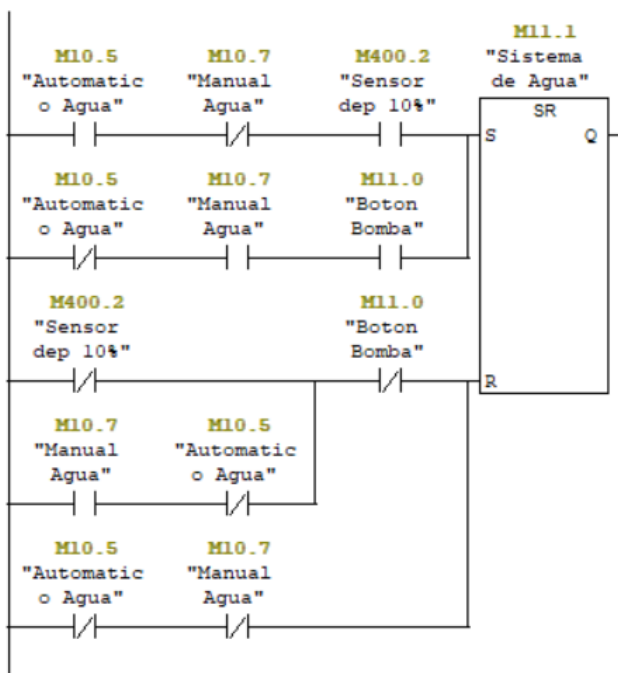 M11.1
M10.5 M10.7 M400.2 "Sistema
"Automatic "Manual "Sensor de Agua"
o Agua" Agua" dep 10%" SR
S Q
M10.5 M10.7 M11.0
"Automatic "Manual "Boton
o Agua" Agua" Bomba"
M400.2 M11.0
"Sensor "Boton
dep 10%" Bomba"
R
M10.7 M10.5
"Manual "Automatic
Agua" o Agua"
M10.5 M10.7
"Automatic "Manual
o Agua" Agua"